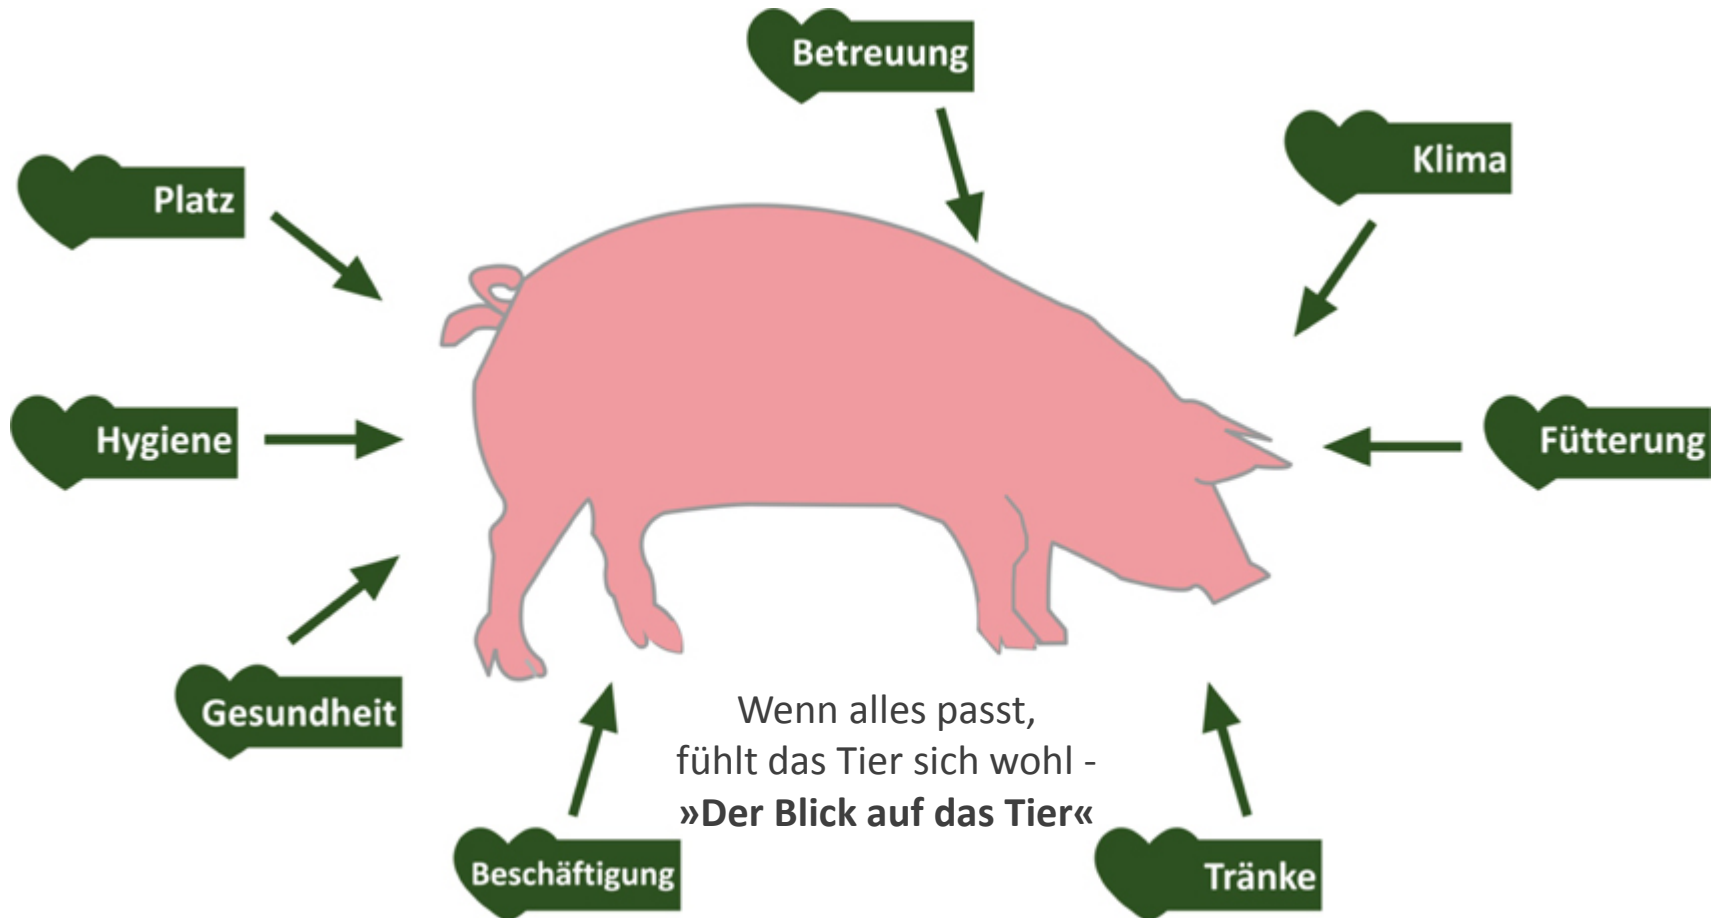 Betreuung
Klima
Platz
Hygiene
Fütterung
Gesundheit
Wenn alles passt,
fühlt das Tier sich wohl -
»Der Blick auf das Tier«
Beschäftigung
Tränke